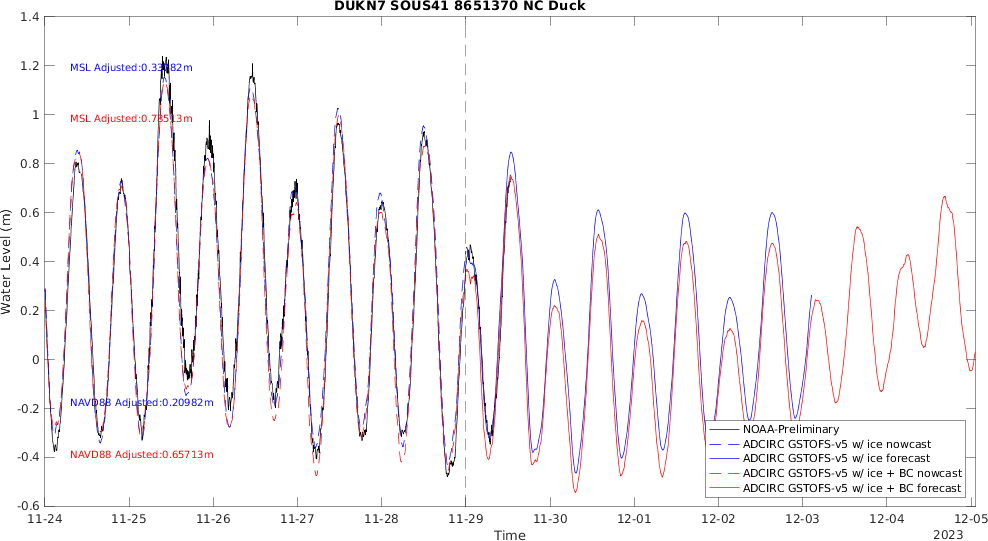 DUKN7 SOUS41 8651370 NC Duck
1.4
1.2
1
0.8
0.6
0.4
0.2
0
-0.2
-0.4
-0.6
Water Level (m)
MSL Adjusted:
MSL Adjusted:
NAVD88 Adjusted:0.20982m
NAVD88 Adjusted:0.65713m
NOAA-Preliminary
ADCIRC GSTOFS-v5 w/ ice nowcast
ADCIRC GSTOFS-v5 w/ ice forecast
ADCIRC GSTOFS-v5 w/ ice + BC nowcast
ADCIRC GSTOFS-v5 w/ ice + BC forecast
11-24 11-25 11-26 11-27 11-28 11-29 11-30 12-01 12-02 12-03 12-04 12-05
Time
2023